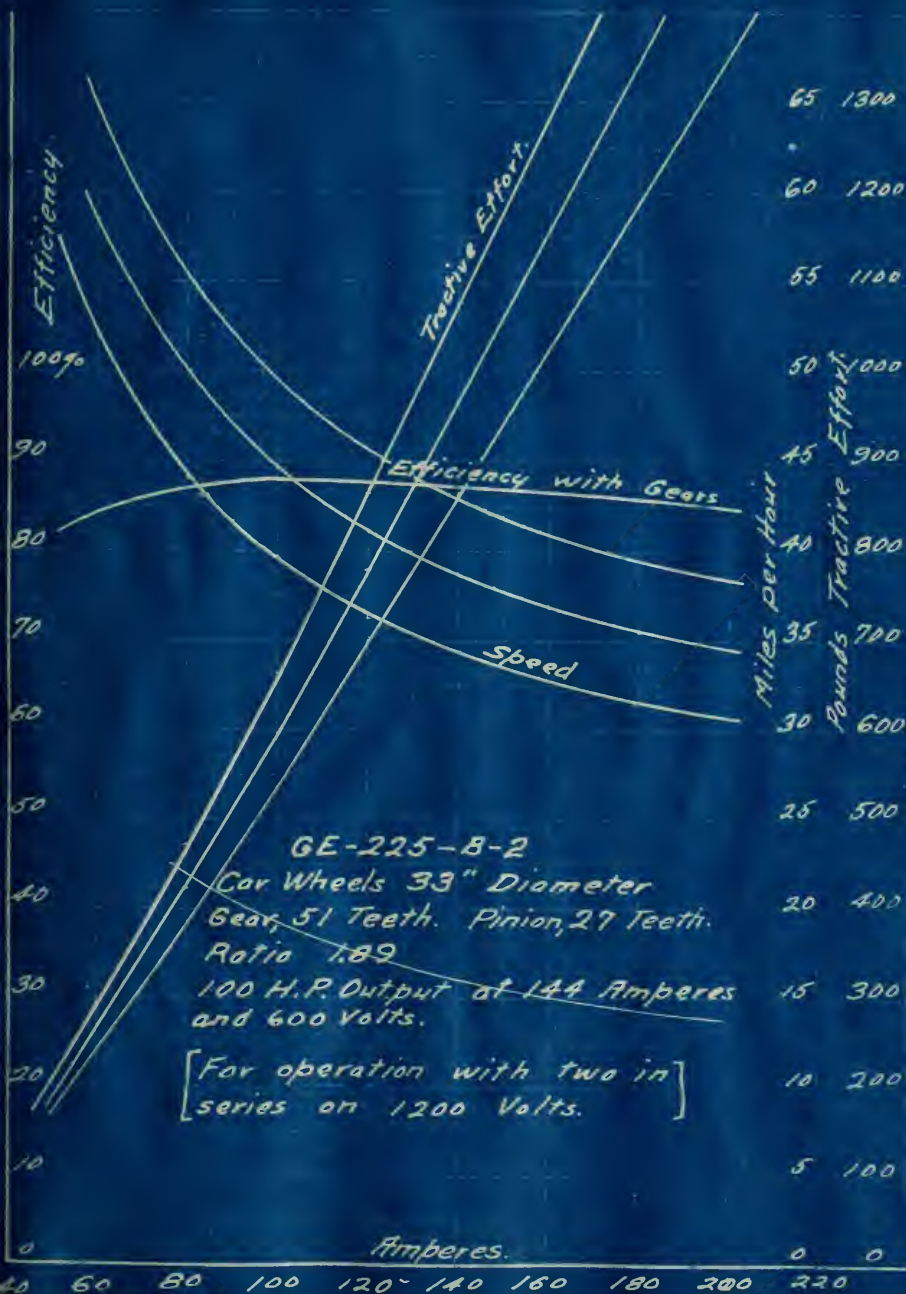 Efficiency
100%
90
80
70
60
50
40
30
20
10
0
Tractive Effort.
Efficiency with Gears
Speed
Miles per Hour
Pounds Tractive Effort.
65 1300
60 1200
55 1100
50 1000
45 900
40 800
35 700
30 600
25 500
20 400
15 300
10 200
5 100
0 0
GE-225-B-2
Car Wheels 33" Diameter
Gear, 51 Teeth. Pinion, 27 Teeth.
Ratio 1.89
100 H.P. Output at 144 Amperes
and 600 Volts.
[For operation with two in
series on 1200 Volts.]
Amperes.
40 60 80 100 120 140 160 180 200 220